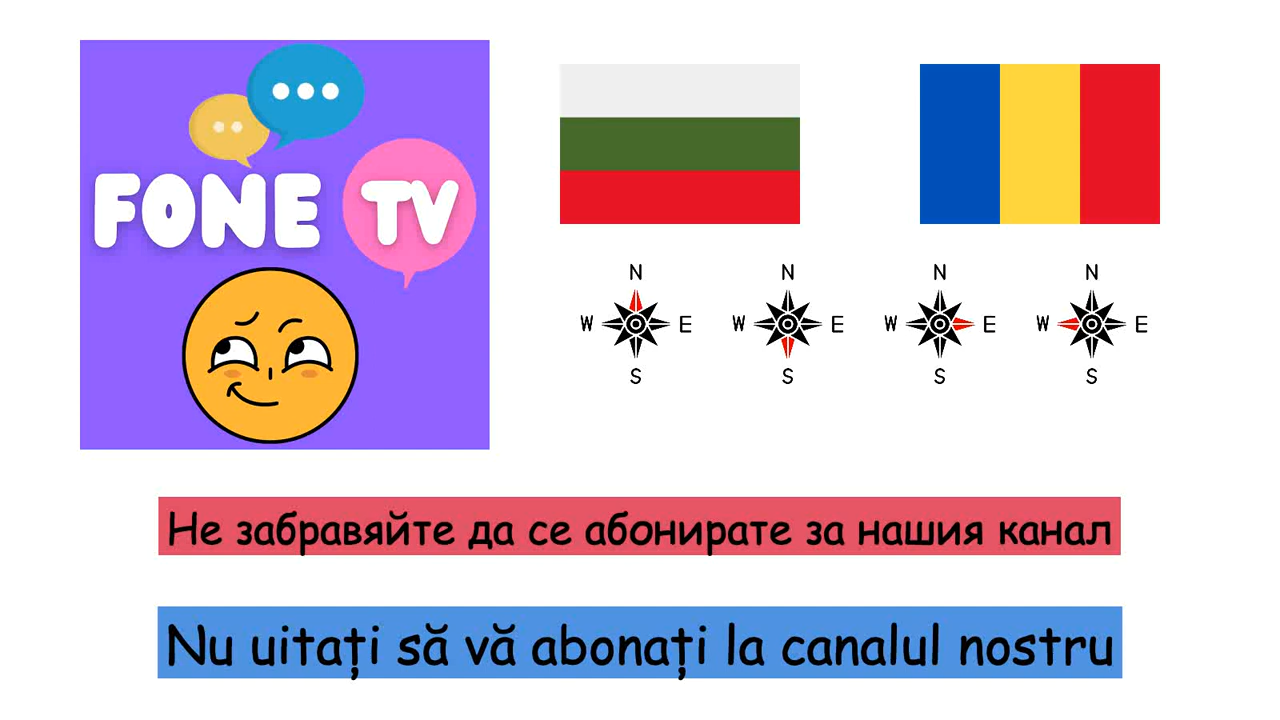 FONE TV
N N N N
W E W E W E W E
S S S S
Не забравяйте да се абонирате за нашия канал
Nu uitați să vă abonați la canalul nostru